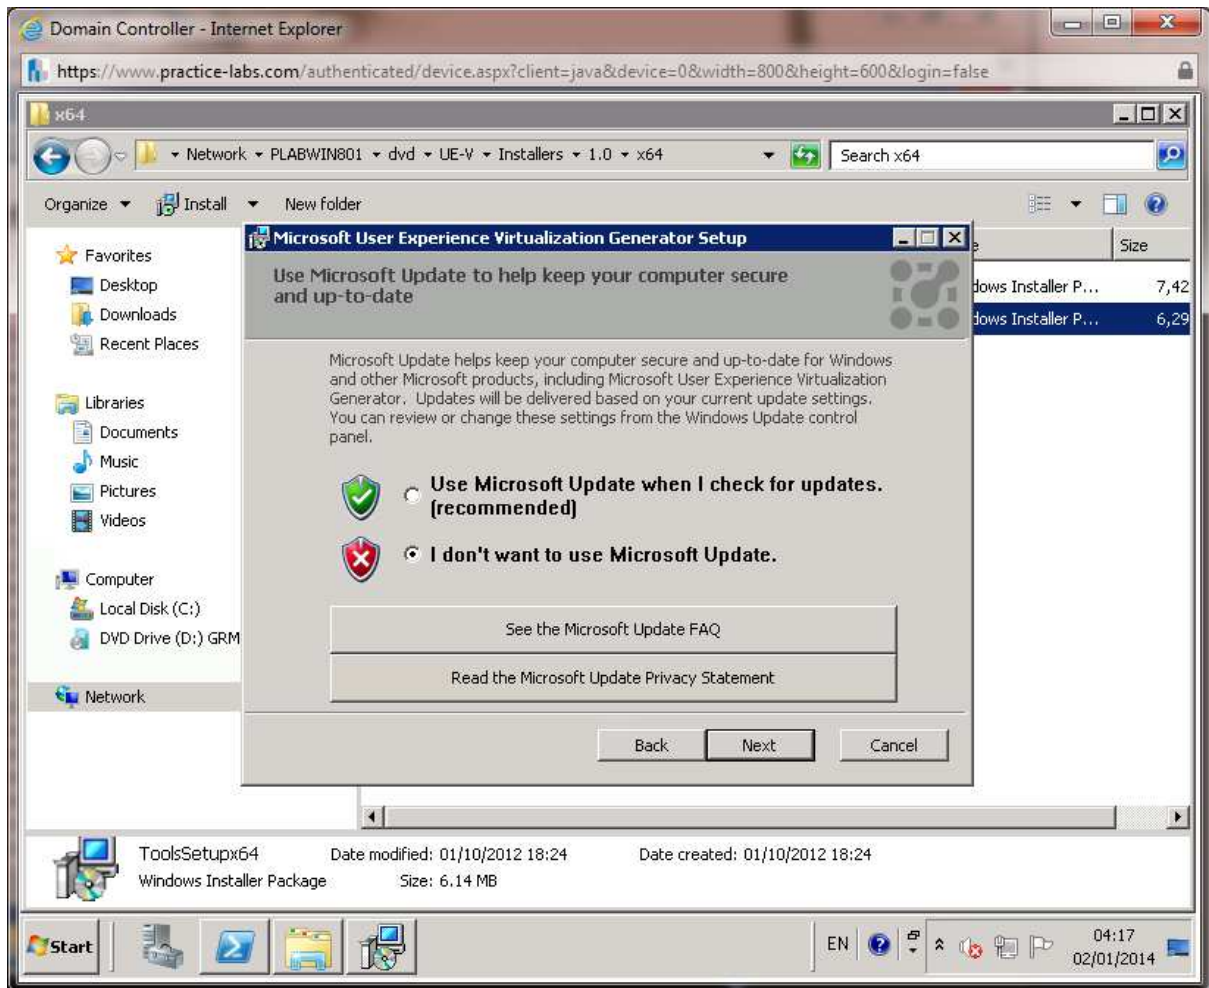 Domain Controller - Internet Explorer
https://www.practice-labs.com/authenticated/device.aspx?client=java&device=0&width=800&height=600&login=false
x64
Network PLABWIN801 dvd UE-V Installers 1.0 x64
Search x64
Organize Install New folder
Size
Favorites
Desktop
Downloads
Recent Places
Libraries
Documents
Music
Pictures
Videos
Computer
Local Disk (C:)
DVD Drive (D:) GRM
Network
Microsoft User Experience Virtualization Generator Setup
Use Microsoft Update to help keep your computer secure
and up-to-date
Microsoft Update helps keep your computer secure and up-to-date for Windows
and other Microsoft products, including Microsoft User Experience Virtualization
Generator. Updates will be delivered based on your current update settings.
You can review or change these settings from the Windows Update control
panel.
Use Microsoft Update when I check for updates.
(recommended)
I don't want to use Microsoft Update.
See the Microsoft Update FAQ
Read the Microsoft Update Privacy Statement
Back Next Cancel
dows Installer P... 7,42
dows Installer P... 6,29
ToolsSetupx64 Date modified: 01/10/2012 18:24 Date created: 01/10/2012 18:24
Windows Installer Package Size: 6.14 MB
Start EN 04:17
02/01/2014